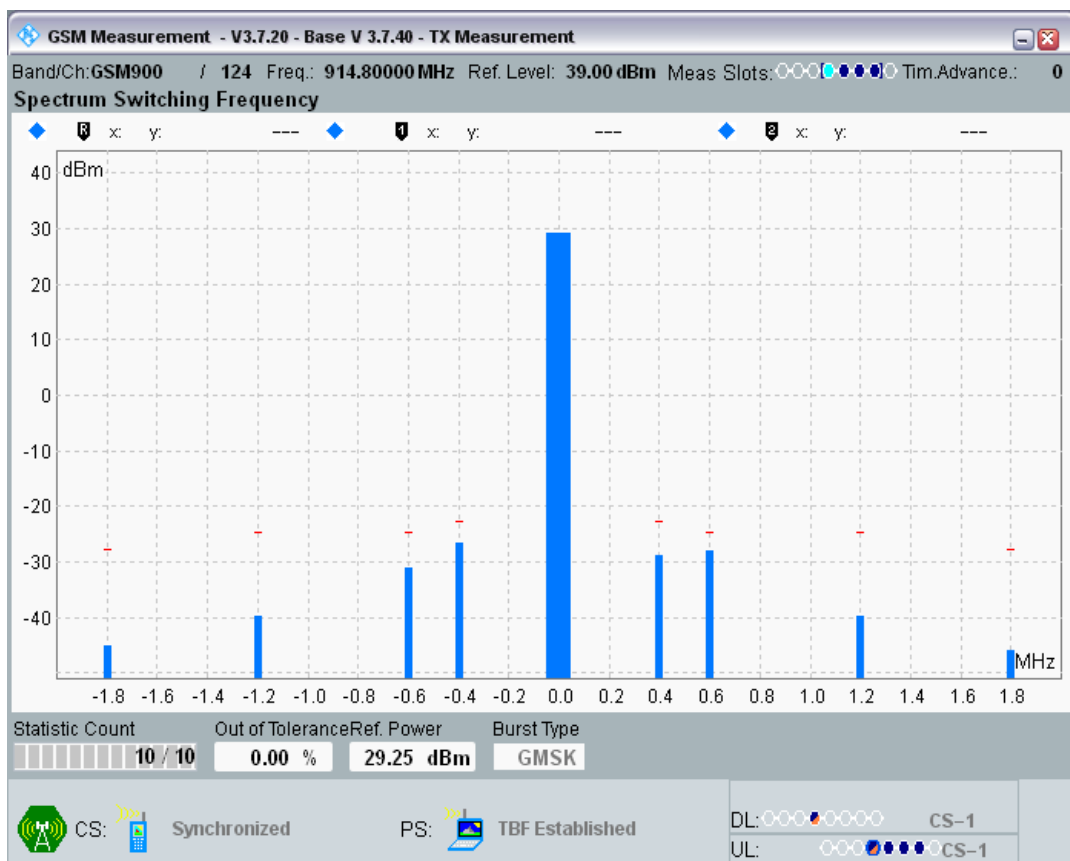 GSM Measurement - V3.7.20 - Base V 3.7.40 - TX Measurement
Band/Ch:GSM900 / 124 Freq.: 914.80000 MHz Ref. Level: 39.00 dBm Meas Slots: Tim.Advance.: 0
Spectrum Switching Frequency
R x: y: --- 1 x: y: --- 2 x: y: ---
dBm
40
30
20
10
0
-10
-20
-30
-40
MHz
-1.8 -1.6 -1.4 -1.2 -1.0 -0.8 -0.6 -0.4 -0.2 0.0 0.2 0.4 0.6 0.8 1.0 1.2 1.4 1.6 1.8
Statistic Count Out of Tolerance Ref. Power Burst Type
10 / 10 0.00 % 29.25 dBm GMSK
CS: Synchronized PS: TBF Established
DL: CS-1
UL: CS-1